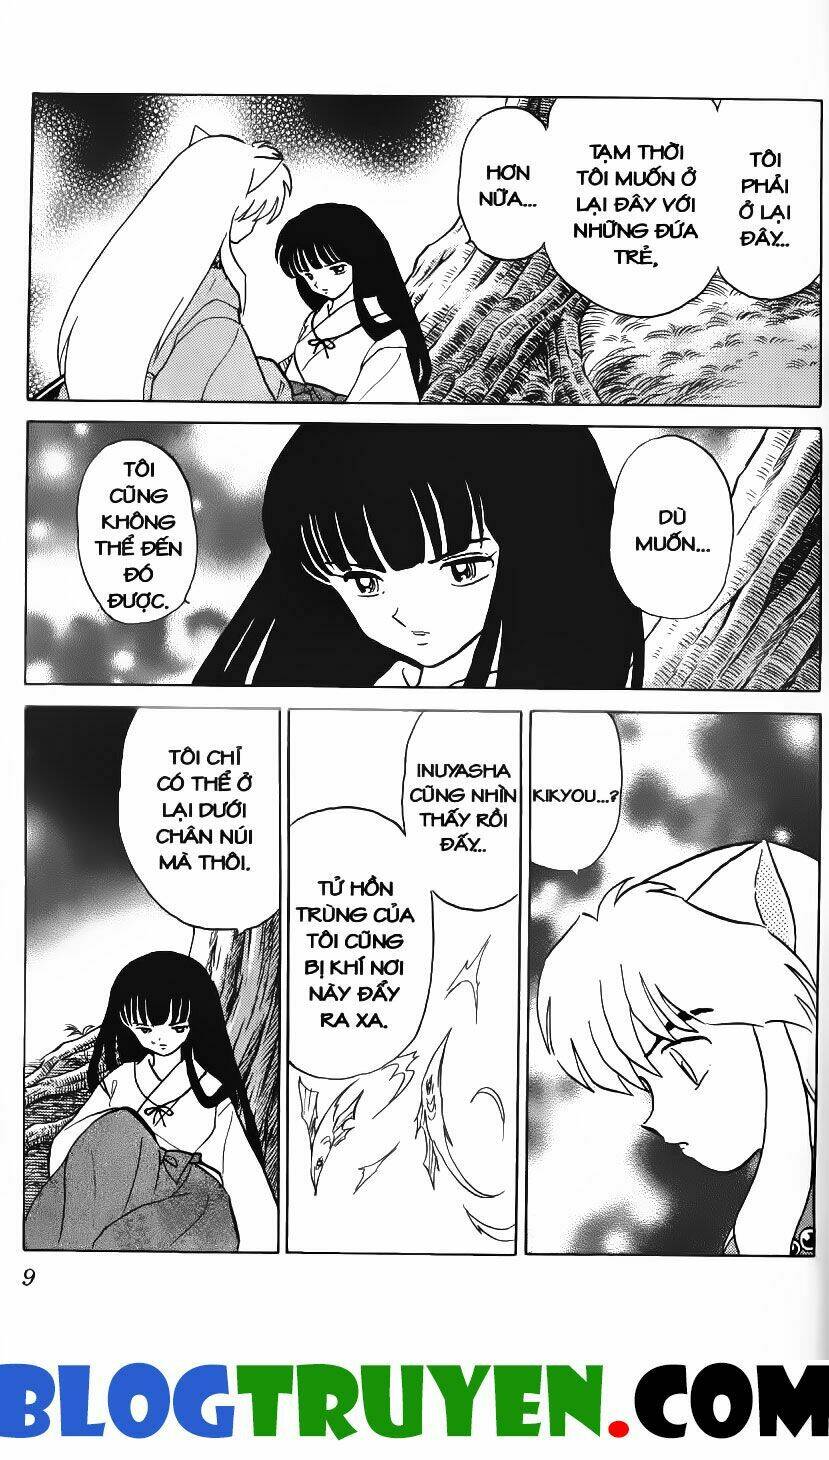 TÔI
PHẢI
Ở LẠI
ĐÂY...
TẠM THỜI
TÔI MUỐN Ở
LẠI ĐÂY VỚI
NHỮNG ĐỨA
TRẺ,
HƠN
NỮA...
DÙ
MUỐN...
TÔI
CŨNG
KHÔNG
THỂ ĐẾN
ĐÓ
ĐƯỢC.
KIKYOU...?
INUYASHA
CŨNG NHÌN
THẤY RỒI
ĐẤY...
TỬ HỒN
TRÙNG CỦA
TÔI CŨNG
BỊ KHÍ NƠI
NÀY ĐẨY
RA XA.
TÔI CHỈ
CÓ THỂ Ở
LẠI DƯỚI
CHÂN NÚI
MÀ THÔI.
9
BLOGTRUYEN.COM